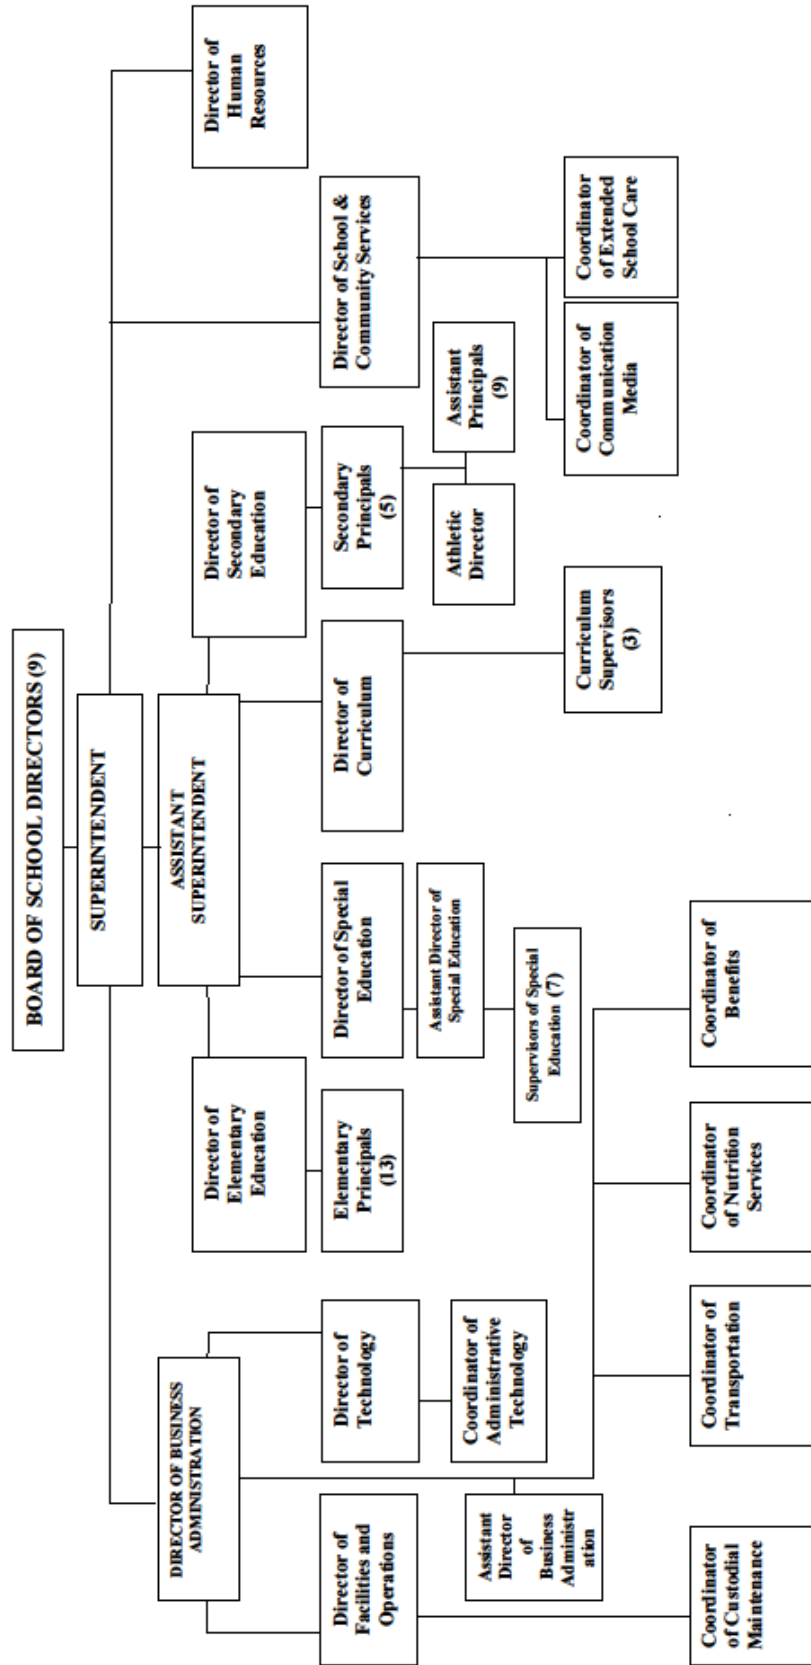 BOARD OF SCHOOL DIRECTORS (9)
SUPERINTENDENT
ASSISTANT
SUPERINTENDENT
DIRECTOR OF BUSINESS
ADMINISTRATION
Director of
Elementary
Education
Director of
Secondary
Education
Director of
Human
Resources
Director of
Facilities and
Operations
Director of
Technology
Elementary
Principals
(13)
Director of Special
Education
Director of
Curriculum
Secondary
Principals
(5)
Director of School &
Community Services
Assistant Director of
Special Education
Athletic
Director
Assistant
Principals
(9)
Coordinator of
Administrative
Technology
Assistant
Director
of
Business
Administr
ation
Supervisors of Special
Education (7)
Curriculum
Supervisors
(3)
Coordinator of
Communication
Media
Coordinator
of Extended
School Care
Coordinator
of Custodial
Maintenance
Coordinator of
Transportation
Coordinator
of Nutrition
Services
Coordinator of
Benefits